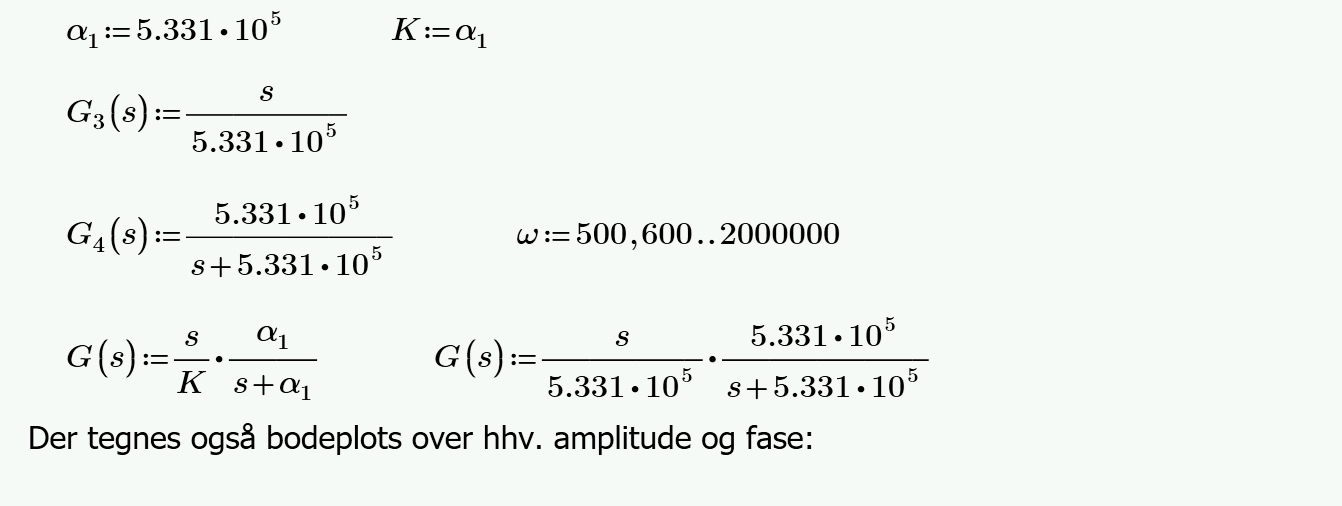 α₁:=5.331•10⁵ K:=α₁
G₃(s):=s/(5.331•10⁵)
G₄(s):=(5.331•10⁵)/(s+5.331•10⁵) ω:=500,600..2000000
G(s):=s/K•α₁/(s+α₁) G(s):=s/(5.331•10⁵)•(5.331•10⁵)/(s+5.331•10⁵)
Der tegnes også bodeplots over hhv. amplitude og fase: